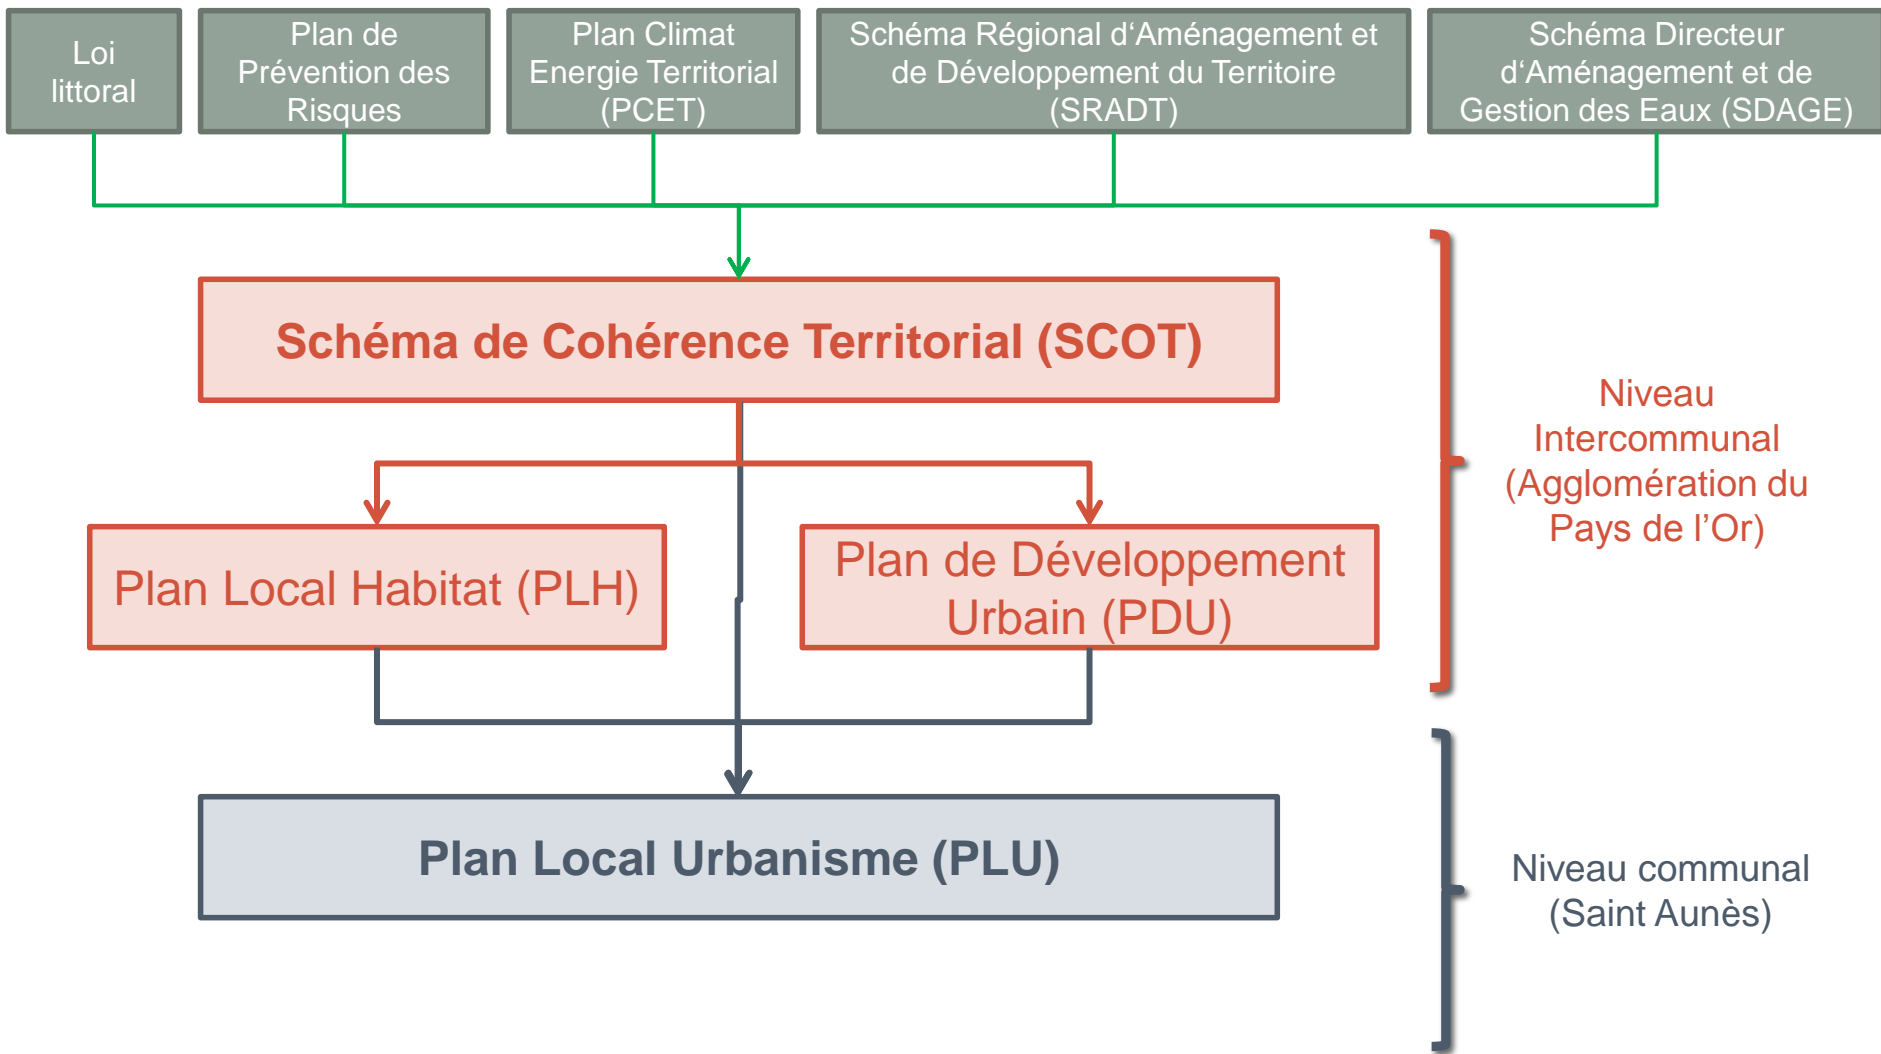 Loi
littoral
Plan de
Prévention des
Risques
Plan Climat
Energie Territorial
(PCET)
Schéma Régional d‘Aménagement et
de Développement du Territoire
(SRADT)
Schéma Directeur
d‘Aménagement et de
Gestion des Eaux (SDAGE)
Schéma de Cohérence Territorial (SCOT)
Niveau
Intercommunal
(Agglomération du
Pays de l’Or)
Plan Local Habitat (PLH)
Plan de Développement
Urbain (PDU)
Plan Local Urbanisme (PLU)
Niveau communal
(Saint Aunès)